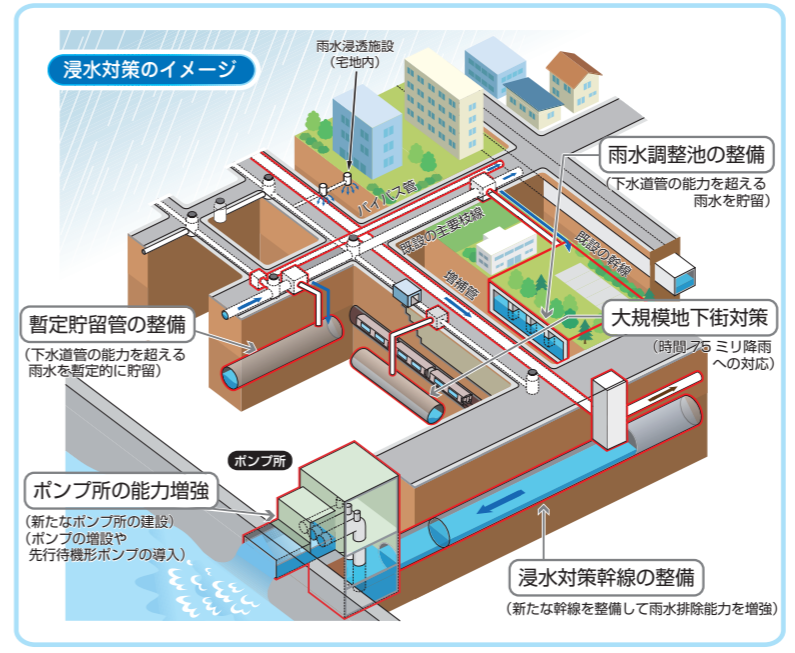 浸水対策のイメージ
雨水浸透施設
(宅地内)
雨水調整池の整備
(下水道管の能力を超える
雨水を貯留)
バイパス管
既設の主要枝線
既設の幹線
増補管
暫定貯留管の整備
(下水道管の能力を超える
雨水を暫定的に貯留)
大規模地下街対策
(時間 75 ミリ降雨
への対応)
ポンプ所
ポンプ所の能力増強
(新たなポンプ所の建設)
(ポンプの増設や
先行待機形ポンプの導入)
浸水対策幹線の整備
(新たな幹線を整備して雨水排除能力を増強)